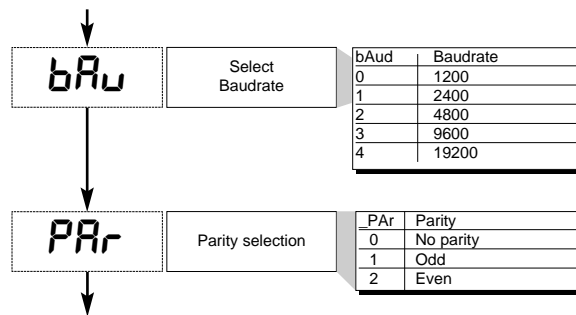 bAu
Select
Baudrate
bAud Baudrate
0 1200
1 2400
2 4800
3 9600
4 19200
PAr
Parity selection
_PAr Parity
0 No parity
1 Odd
2 Even